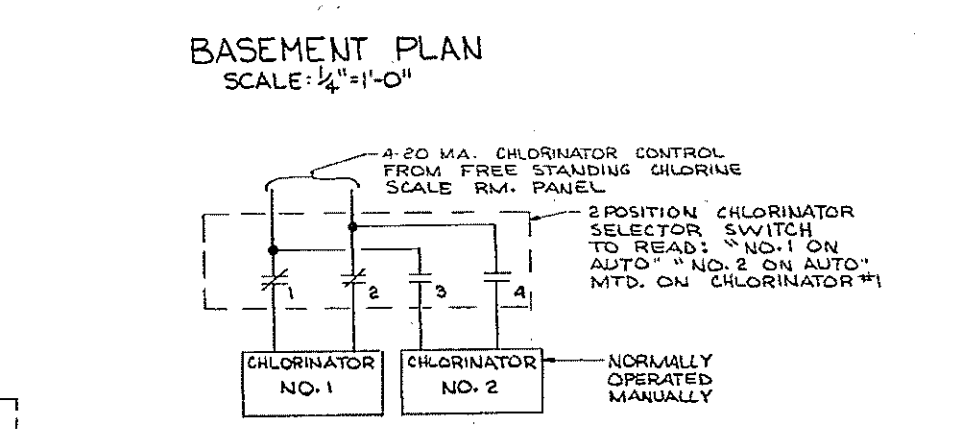 BASEMENT PLAN
SCALE: 1/4"=1'-0"
4-20 MA. CHLORINATOR CONTROL
FROM FREE STANDING CHLORINE
SCALE RM. PANEL
2 POSITION CHLORINATOR
SELECTOR SWITCH
TO READ: "NO.1 ON
AUTO" "NO. 2 ON AUTO"
MTD. ON CHLORINATOR #1
1
2
3
4
CHLORINATOR
NO. 1
CHLORINATOR
NO. 2
NORMALLY
OPERATED
MANUALLY